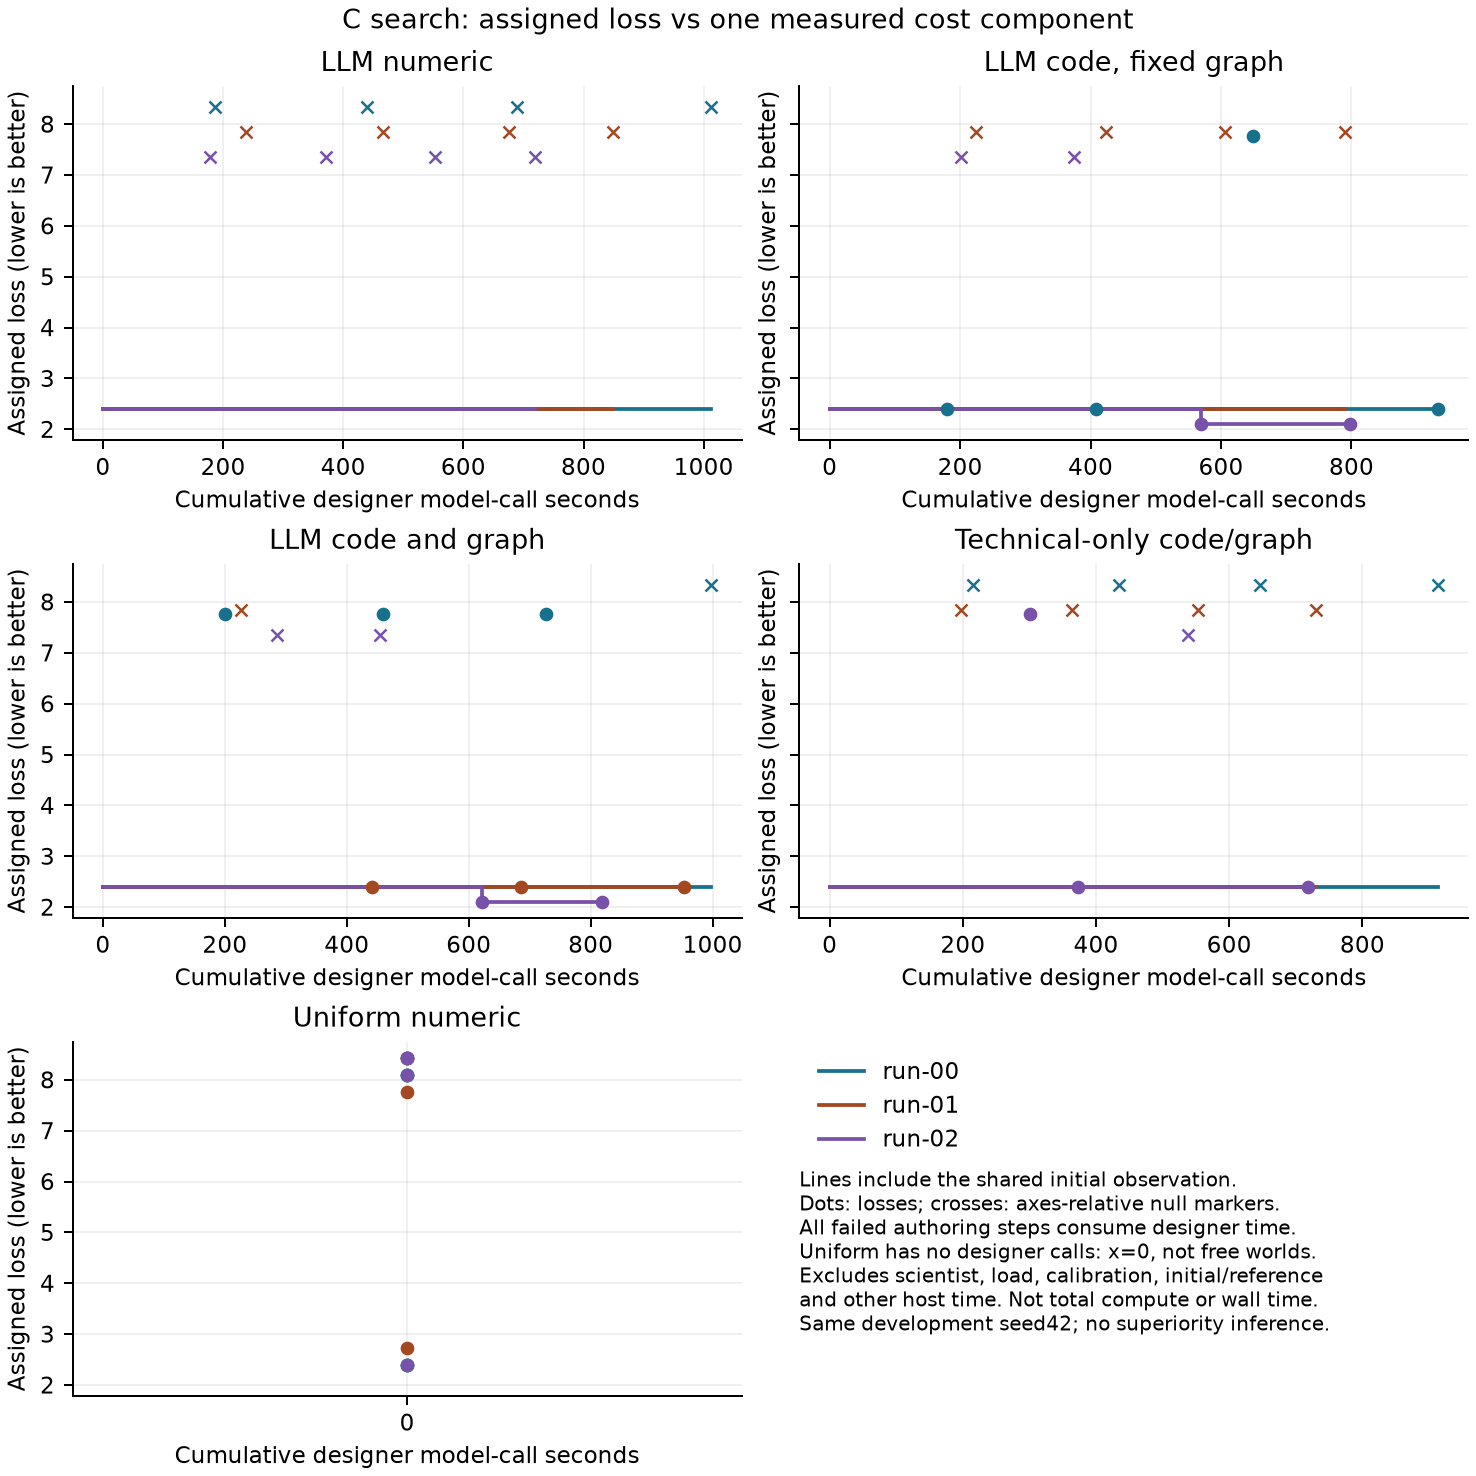 C search: assigned loss vs one measured cost component
LLM numeric
Assigned loss (lower is better)
8
7
6
5
4
3
2
0 200 400 600 800 1000
Cumulative designer model-call seconds
LLM code, fixed graph
Assigned loss (lower is better)
0 200 400 600 800
Cumulative designer model-call seconds
LLM code and graph
Assigned loss (lower is better)
8
7
6
5
4
3
2
0 200 400 600 800 1000
Cumulative designer model-call seconds
Technical-only code/graph
Assigned loss (lower is better)
0 200 400 600 800
Cumulative designer model-call seconds
Uniform numeric
Assigned loss (lower is better)
8
7
6
5
4
3
2
0
Cumulative designer model-call seconds
run-00
run-01
run-02
Lines include the shared initial observation.
Dots: losses; crosses: axes-relative null markers.
All failed authoring steps consume designer time.
Uniform has no designer calls: x=0, not free worlds.
Excludes scientist, load, calibration, initial/reference
and other host time. Not total compute or wall time.
Same development seed42; no superiority inference.